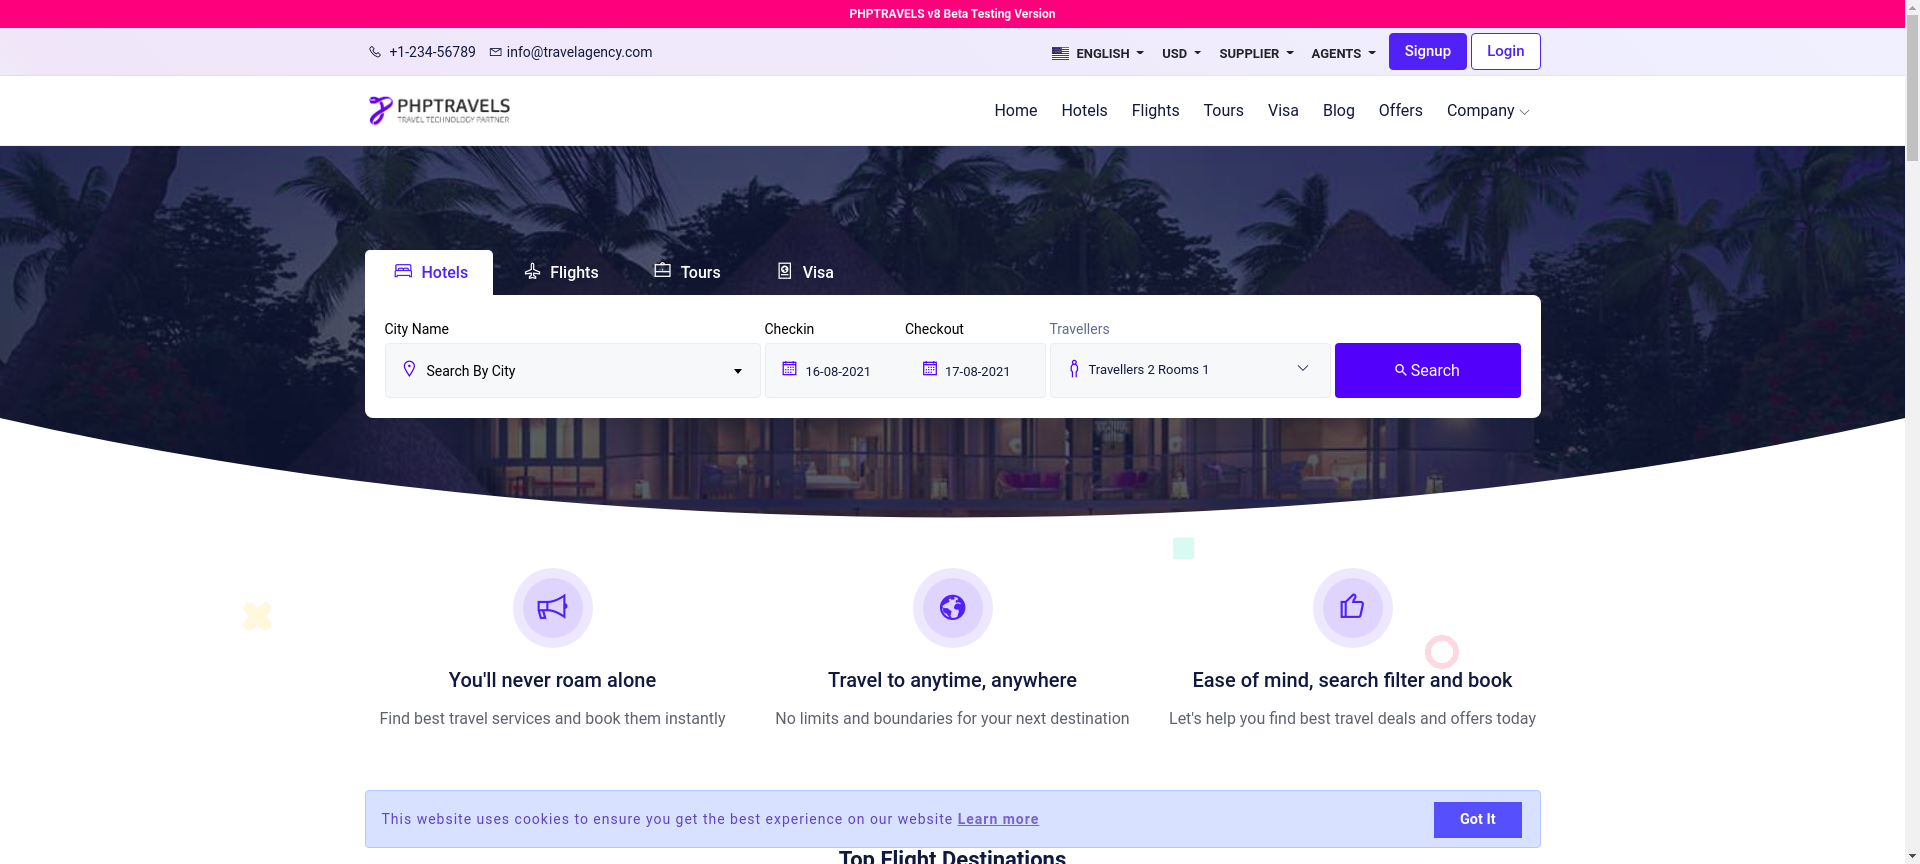 PHPTRAVELS v8 Beta Testing Version
+1-234-56789 info@travelagency.com ENGLISH USD SUPPLIER AGENTS Signup Login
PHPTRAVELS
TRAVEL TECHNOLOGY PARTNER
Home Hotels Flights Tours Visa Blog Offers Company
Hotels Flights Tours Visa
City Name Checkin Checkout Travellers
Search By City 16-08-2021 17-08-2021 Travellers 2 Rooms 1 Search
You'll never roam alone Travel to anytime, anywhere Ease of mind, search filter and book
Find best travel services and book them instantly No limits and boundaries for your next destination Let's help you find best travel deals and offers today
This website uses cookies to ensure you get the best experience on our website Learn more Got It
Top Flight Destinations